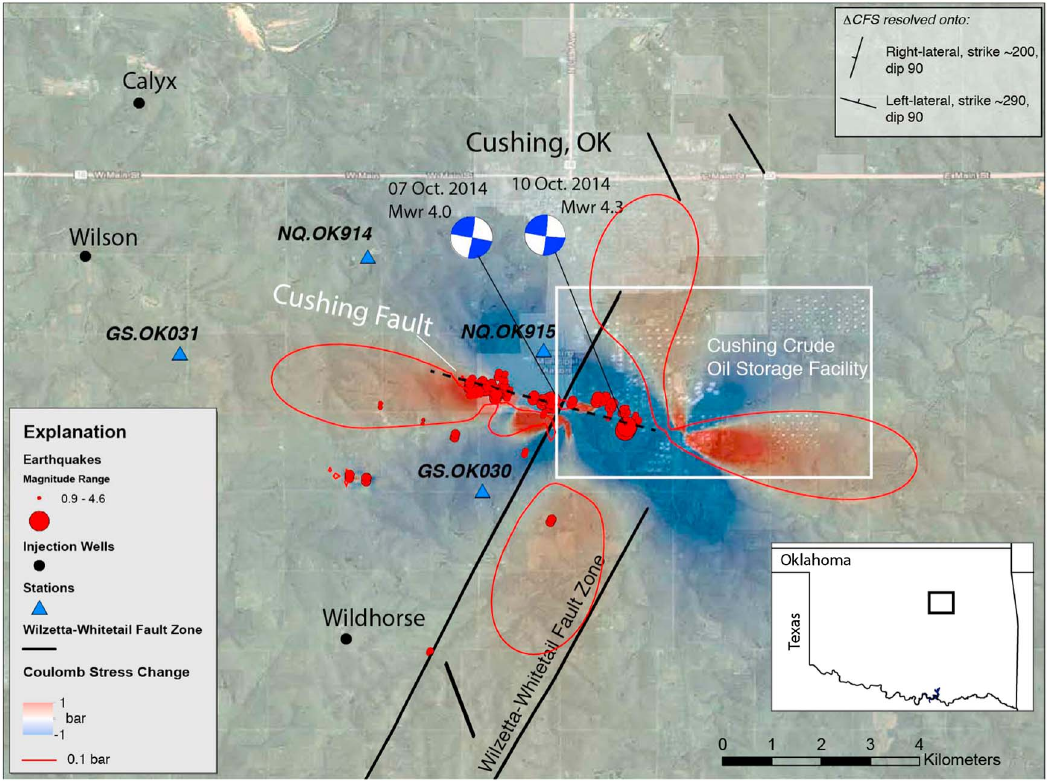 ΔCFS resolved onto:
Right-lateral, strike ~200,
dip 90
Left-lateral, strike ~290,
dip 90
Calyx
Cushing, OK
07 Oct. 2014
Mwr 4.0
10 Oct. 2014
Mwr 4.3
Wilson
NQ.OK914
Cushing Fault
GS.OK031
NQ.OK915
Cushing Crude
Oil Storage Facility
GS.OK030
Wildhorse
Wilzetta-Whitetail Fault Zone
Explanation
Earthquakes
Magnitude Range
0.9 - 4.6
Injection Wells
Stations
Wilzetta-Whitetail Fault Zone
Coulomb Stress Change
1
bar
-1
0.1 bar
Oklahoma
Texas
0 1 2 3 4
Kilometers